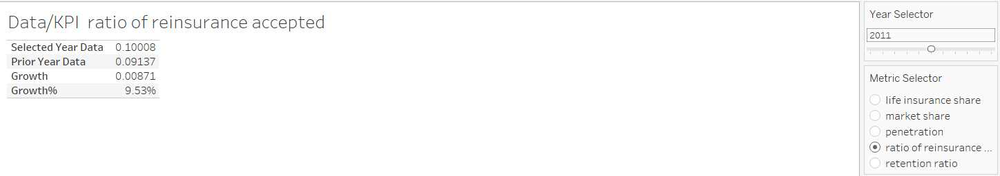 Data/KPI ratio of reinsurance accepted
Selected Year Data 0.10008
Prior Year Data 0.09137
Growth 0.00871
Growth% 9.53%
Year Selector
2011
Metric Selector
life insurance share
market share
penetration
ratio of reinsurance ...
retention ratio